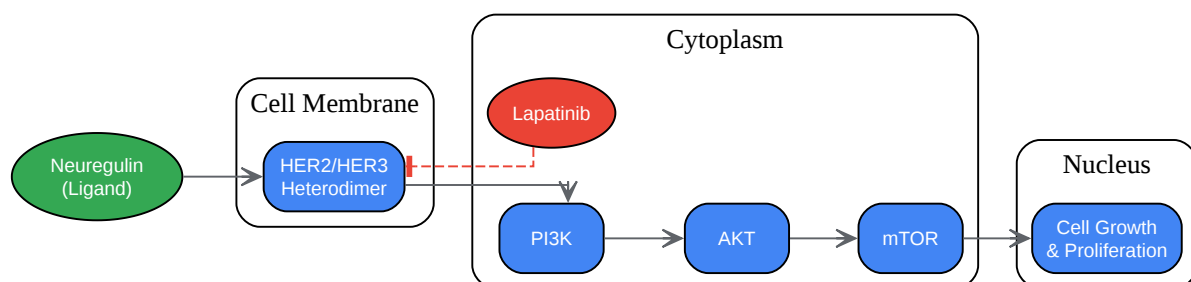 Cytoplasm
Cell Membrane
Lapatinib
Neuregulin
(Ligand)
HER2/HER3
Heterodimer
Nucleus
PI3K
AKT
mTOR
Cell Growth
& Proliferation